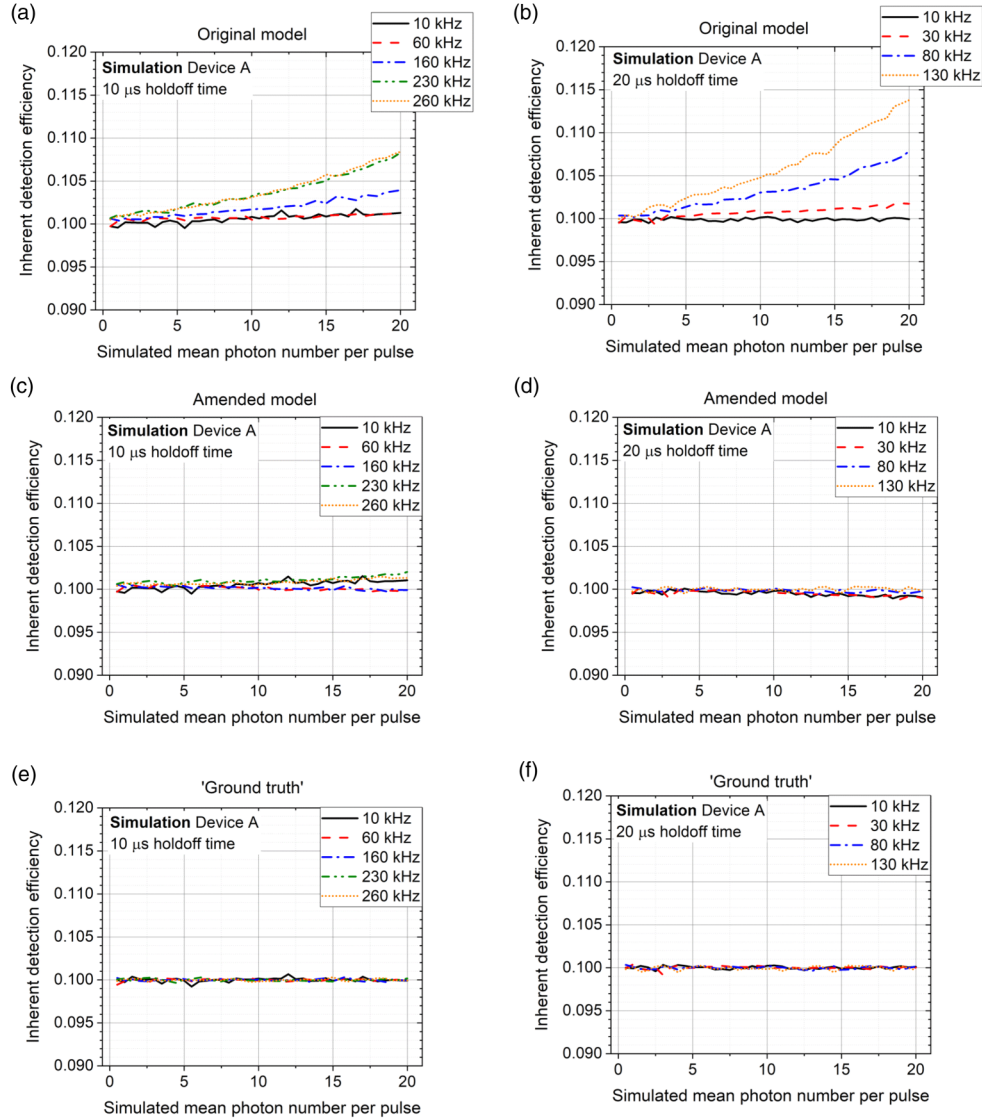 (a)
Original model
10 kHz
60 kHz
160 kHz
230 kHz
260 kHz
Simulation Device A
10 μs holdoff time
0.120
0.115
0.110
0.105
0.100
0.095
0.090
Inherent detection efficiency
0 5 10 15 20
Simulated mean photon number per pulse
(b)
Original model
10 kHz
30 kHz
80 kHz
130 kHz
Simulation Device A
20 μs holdoff time
0.120
0.115
0.110
0.105
0.100
0.095
0.090
Inherent detection efficiency
0 5 10 15 20
Simulated mean photon number per pulse
(c)
Amended model
Simulation Device A
10 μs holdoff time
10 kHz
60 kHz
160 kHz
230 kHz
260 kHz
0.120
0.115
0.110
0.105
0.100
0.095
0.090
Inherent detection efficiency
0 5 10 15 20
Simulated mean photon number per pulse
(d)
Amended model
Simulation Device A
20 μs holdoff time
10 kHz
30 kHz
80 kHz
130 kHz
0.120
0.115
0.110
0.105
0.100
0.095
0.090
Inherent detection efficiency
0 5 10 15 20
Simulated mean photon number per pulse
(e)
'Ground truth'
Simulation Device A
10 μs holdoff time
10 kHz
60 kHz
160 kHz
230 kHz
260 kHz
0.120
0.115
0.110
0.105
0.100
0.095
0.090
Inherent detection efficiency
0 5 10 15 20
Simulated mean photon number per pulse
(f)
'Ground truth'
Simulation Device A
20 μs holdoff time
10 kHz
30 kHz
80 kHz
130 kHz
0.120
0.115
0.110
0.105
0.100
0.095
0.090
Inherent detection efficiency
0 5 10 15 20
Simulated mean photon number per pulse